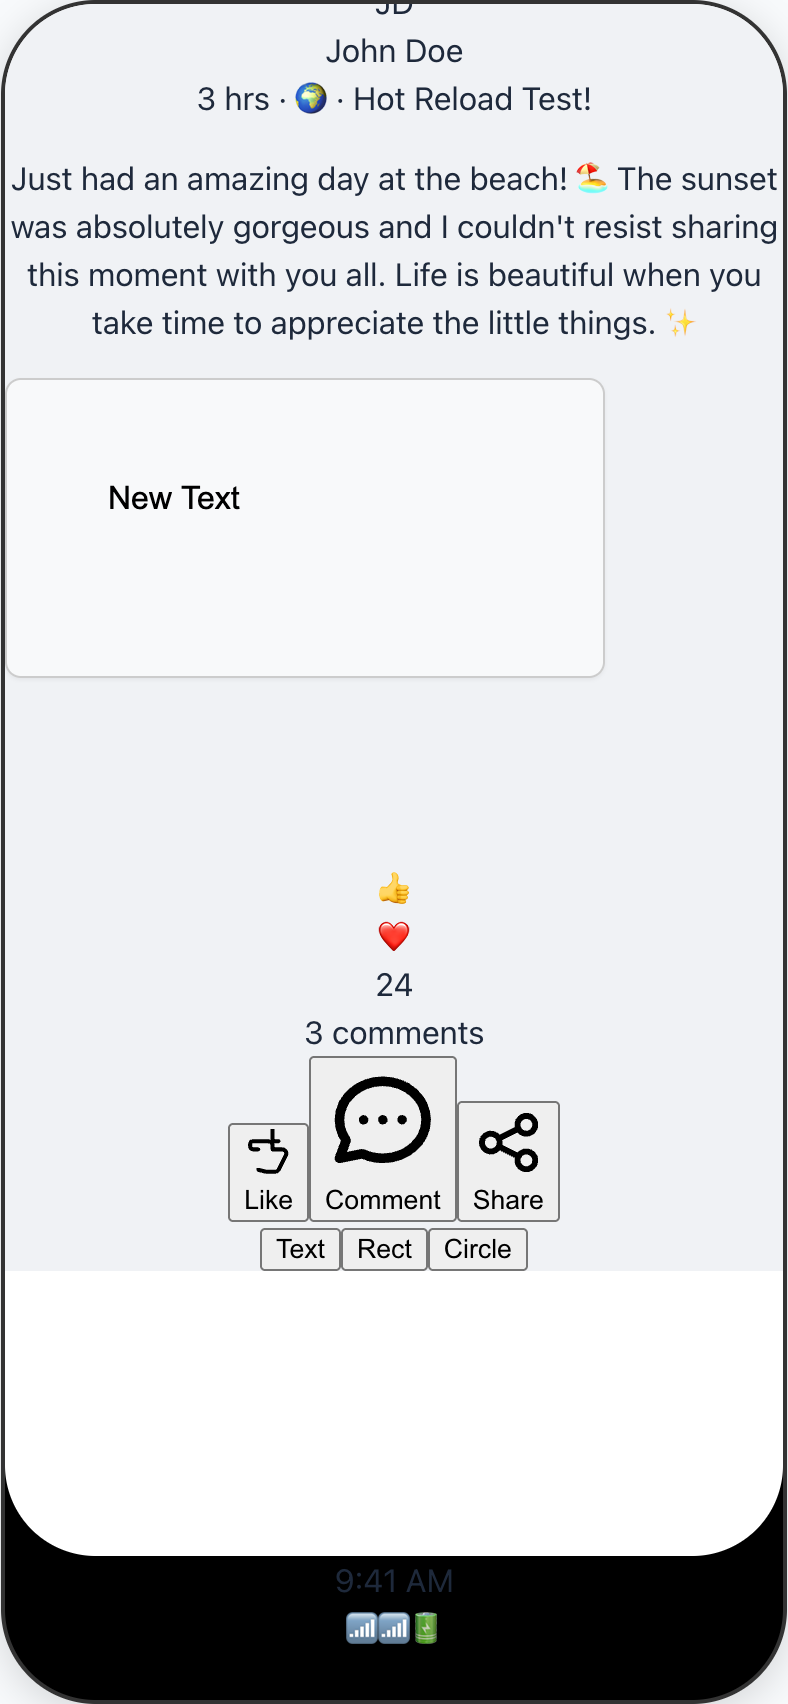 JD
John Doe
3 hrs · 🌍 · Hot Reload Test!
Just had an amazing day at the beach! 🏖️ The sunset
was absolutely gorgeous and I couldn't resist sharing
this moment with you all. Life is beautiful when you
take time to appreciate the little things. ✨
New Text
👍
❤️
24
3 comments
Like Comment Share
Text Rect Circle
9:41 AM
📶📶🔋